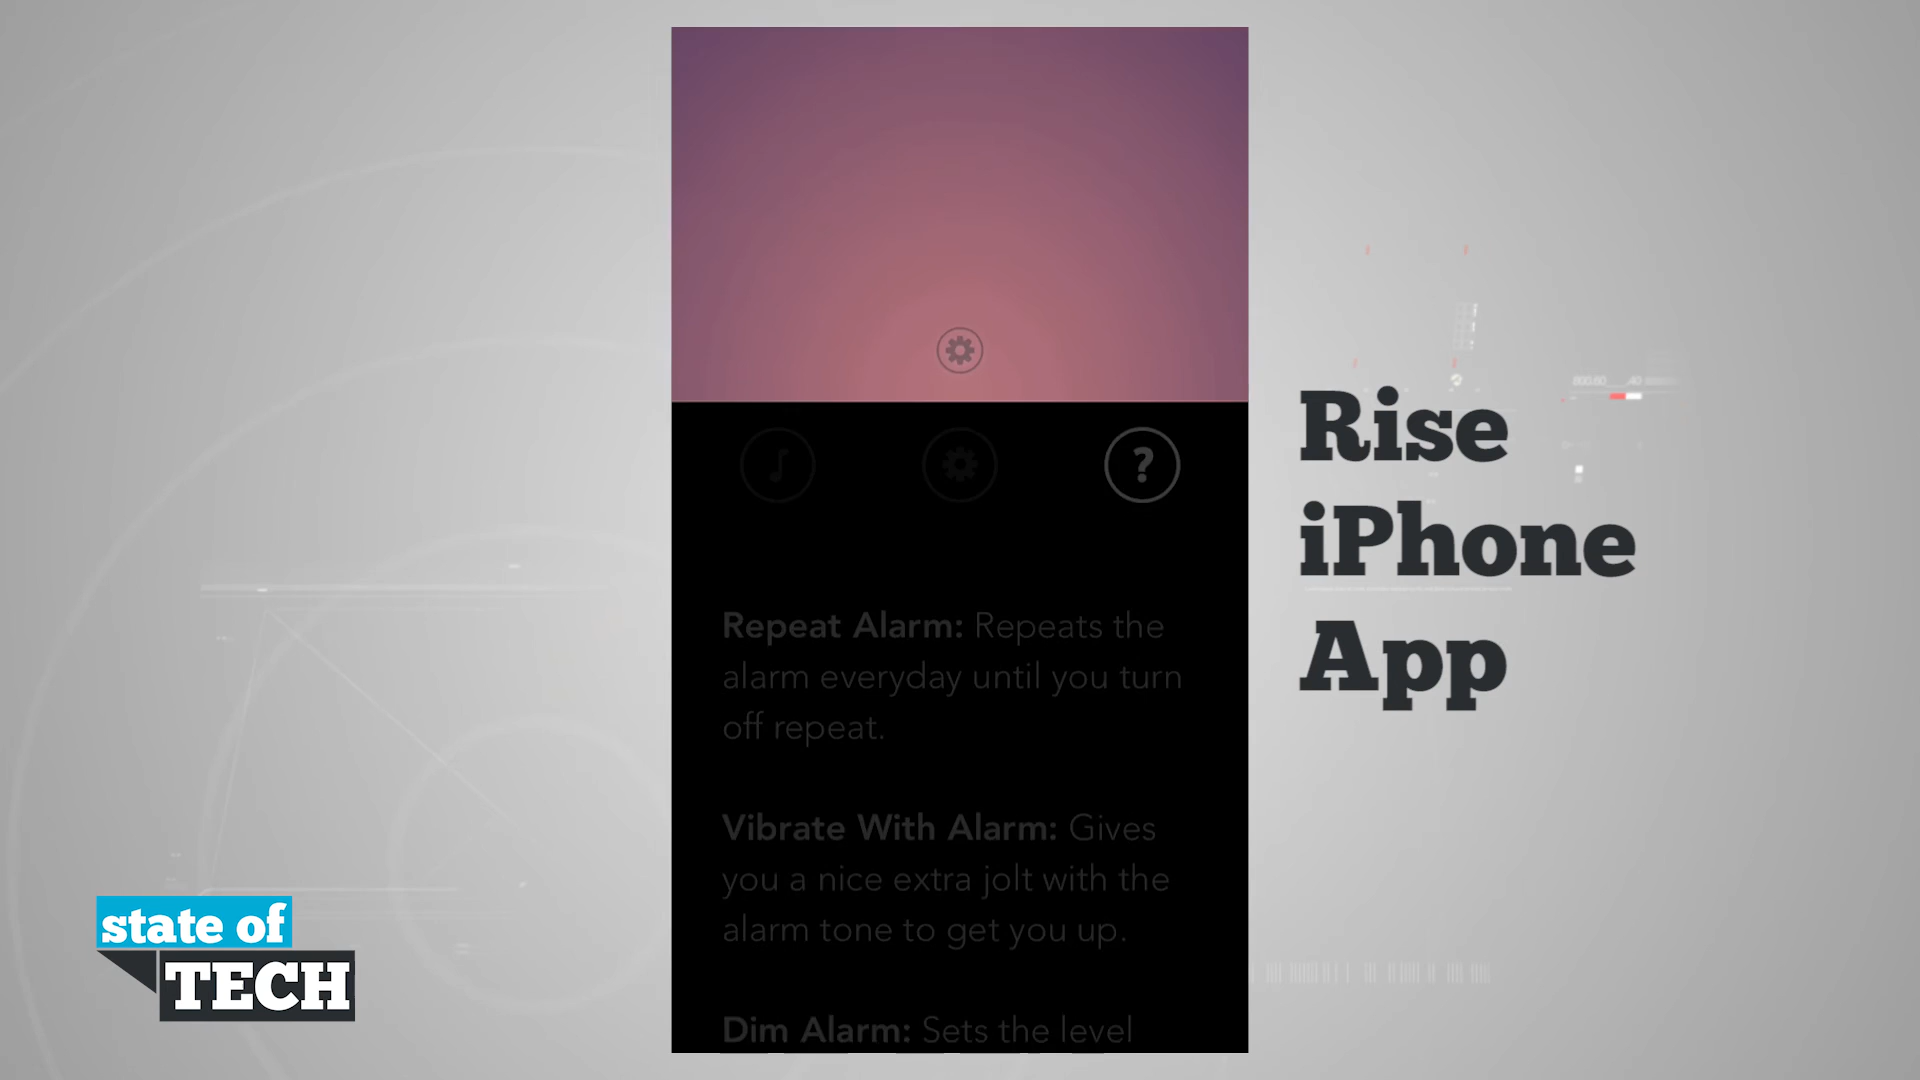 ?
Repeat Alarm: Repeats the
alarm everyday until you turn
off repeat.
Vibrate With Alarm: Gives
you a nice extra jolt with the
alarm tone to get you up.
Dim Alarm: Sets the level
Rise
iPhone
App
state of
TECH